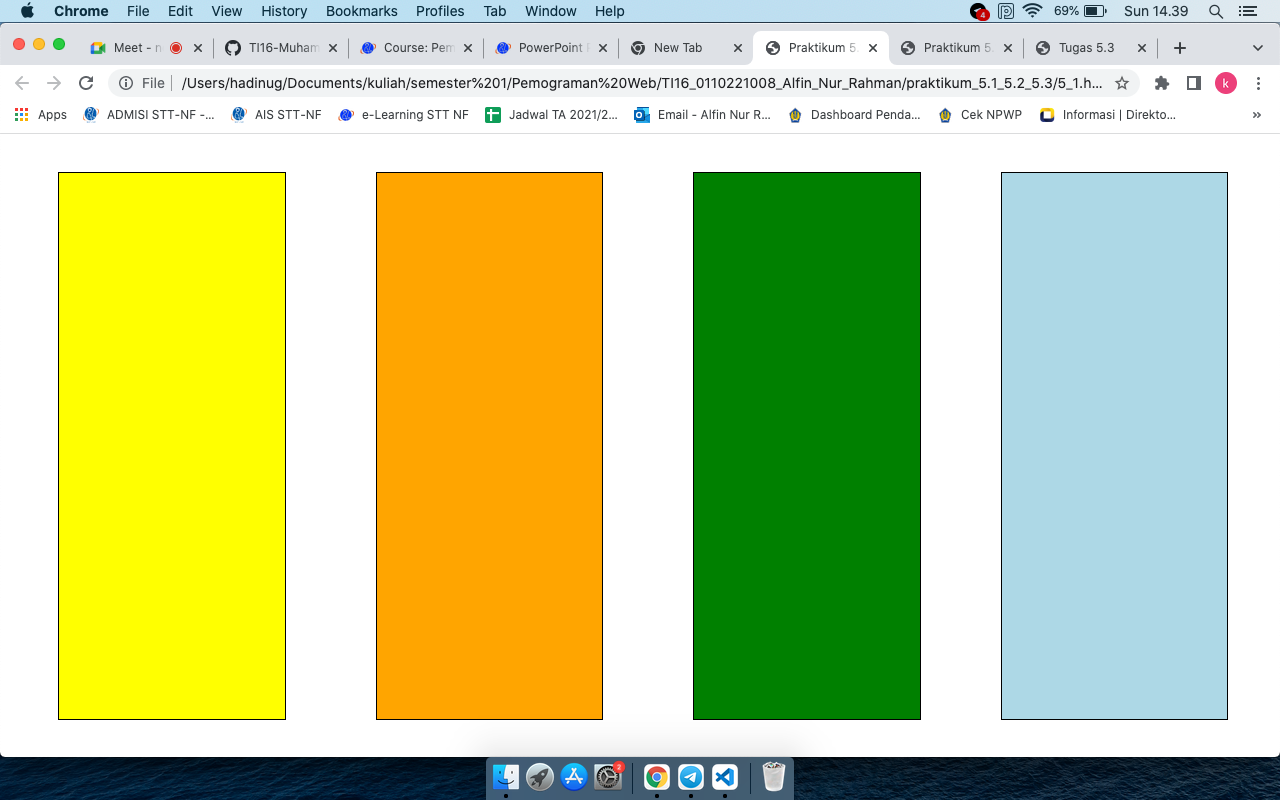 Chrome File Edit View History Bookmarks Profiles Tab Window Help 4 69% Sun 14.39
Meet - n TI16-Muham Course: Pem PowerPoint New Tab Praktikum 5. Praktikum 5 Tugas 5.3
File /Users/hadinug/Documents/kuliah/semester%201/Pemograman%20Web/TI16_0110221008_Alfin_Nur_Rahman/praktikum_5.1_5.2_5.3/5_1.h... k
Apps ADMISI STT-NF -... AIS STT-NF e-Learning STT NF Jadwal TA 2021/2... Email - Alfin Nur R... Dashboard Penda... Cek NPWP Informasi | Direkto... »
2